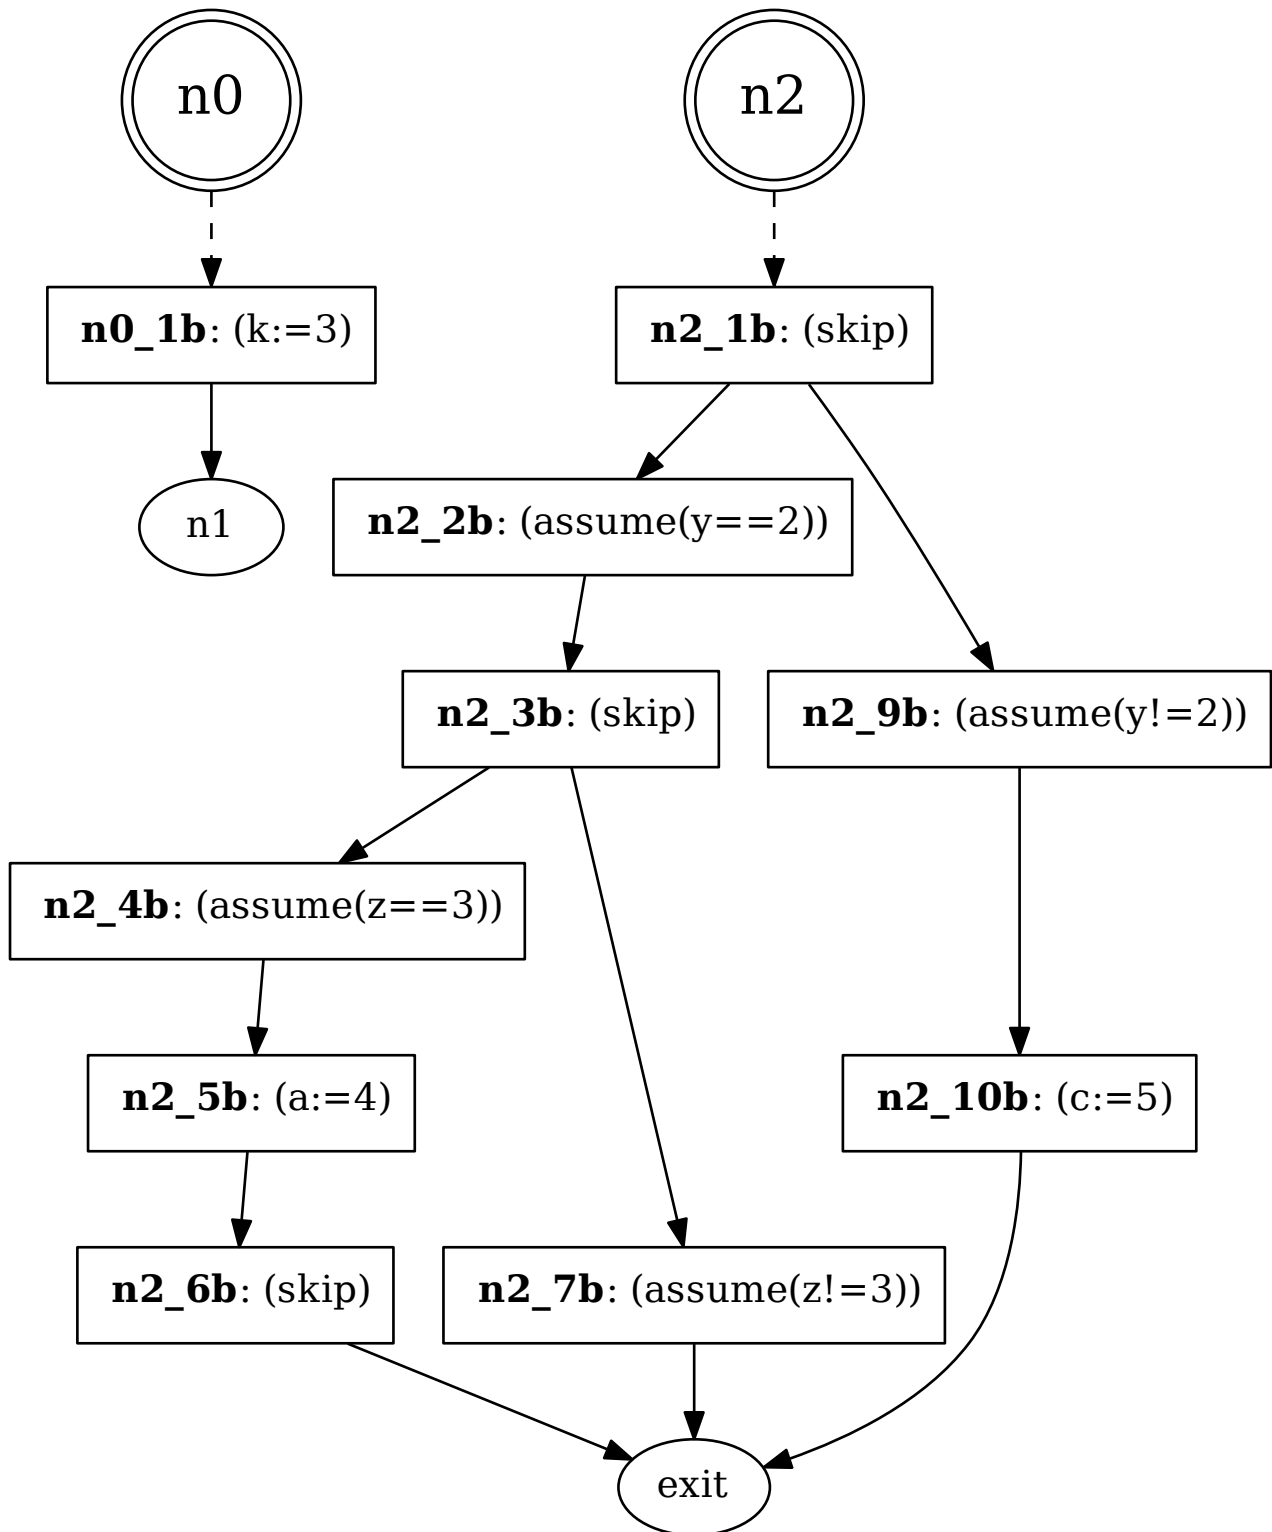 n0
n2
n0_1b: (k:=3)
n2_1b: (skip)
n1
n2_2b: (assume(y==2))
n2_3b: (skip)
n2_9b: (assume(y!=2))
n2_4b: (assume(z==3))
n2_5b: (a:=4)
n2_10b: (c:=5)
n2_6b: (skip)
n2_7b: (assume(z!=3))
exit